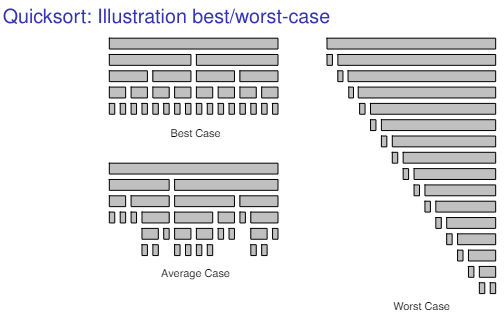 Quicksort: Illustration best/worst-case
Best Case
Average Case
Worst Case